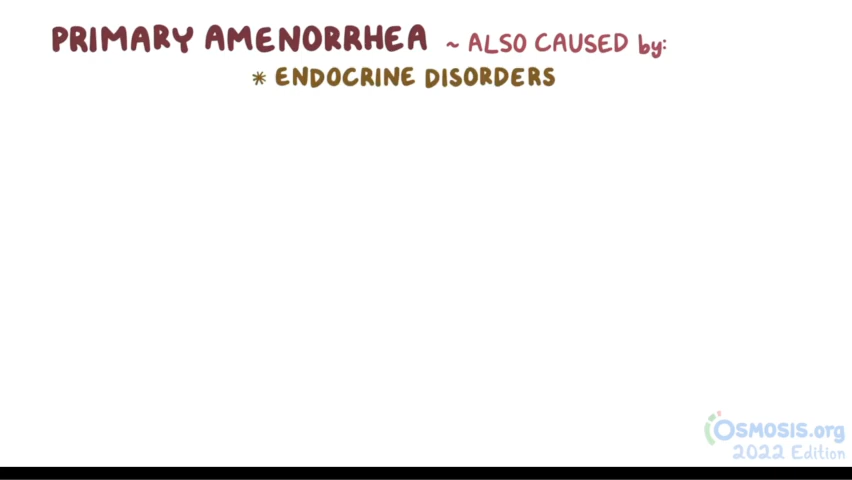 PRIMARY AMENORRHEA ~ ALSO CAUSED by:
* ENDOCRINE DISORDERS
OSMOSIS.org
2022 Edition